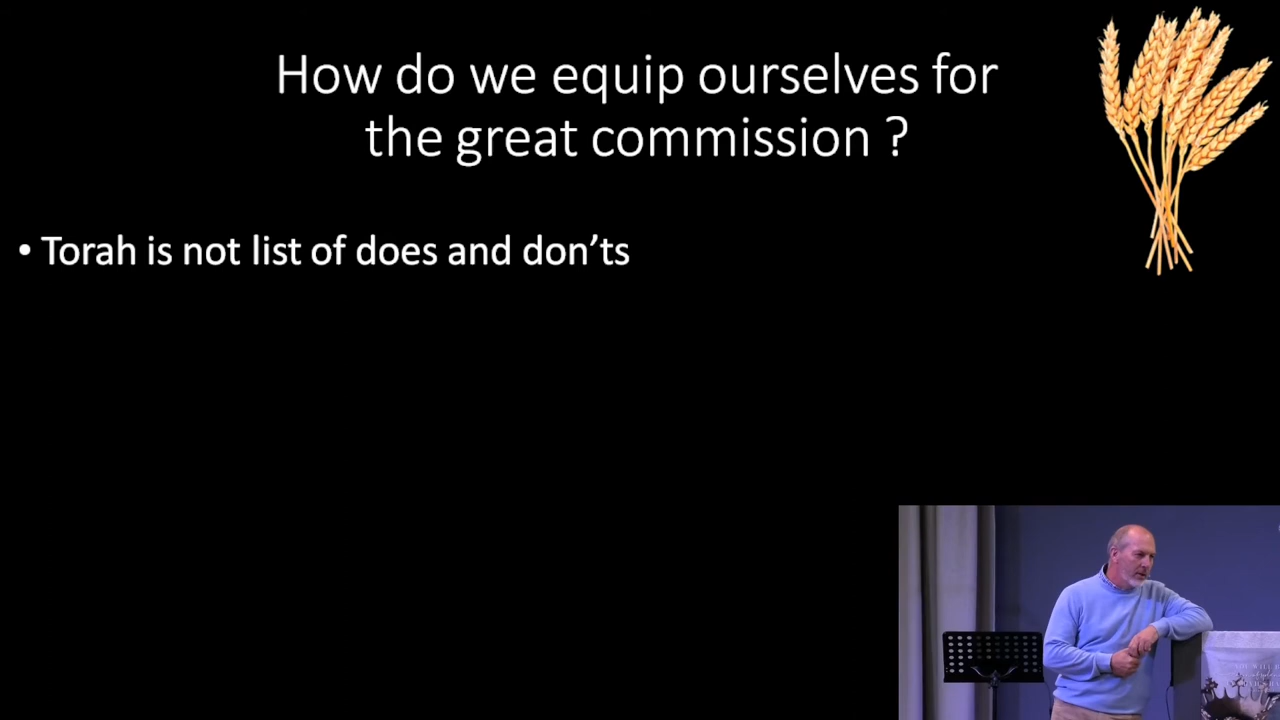 How do we equip ourselves for
the great commission ?
• Torah is not list of does and don’ts